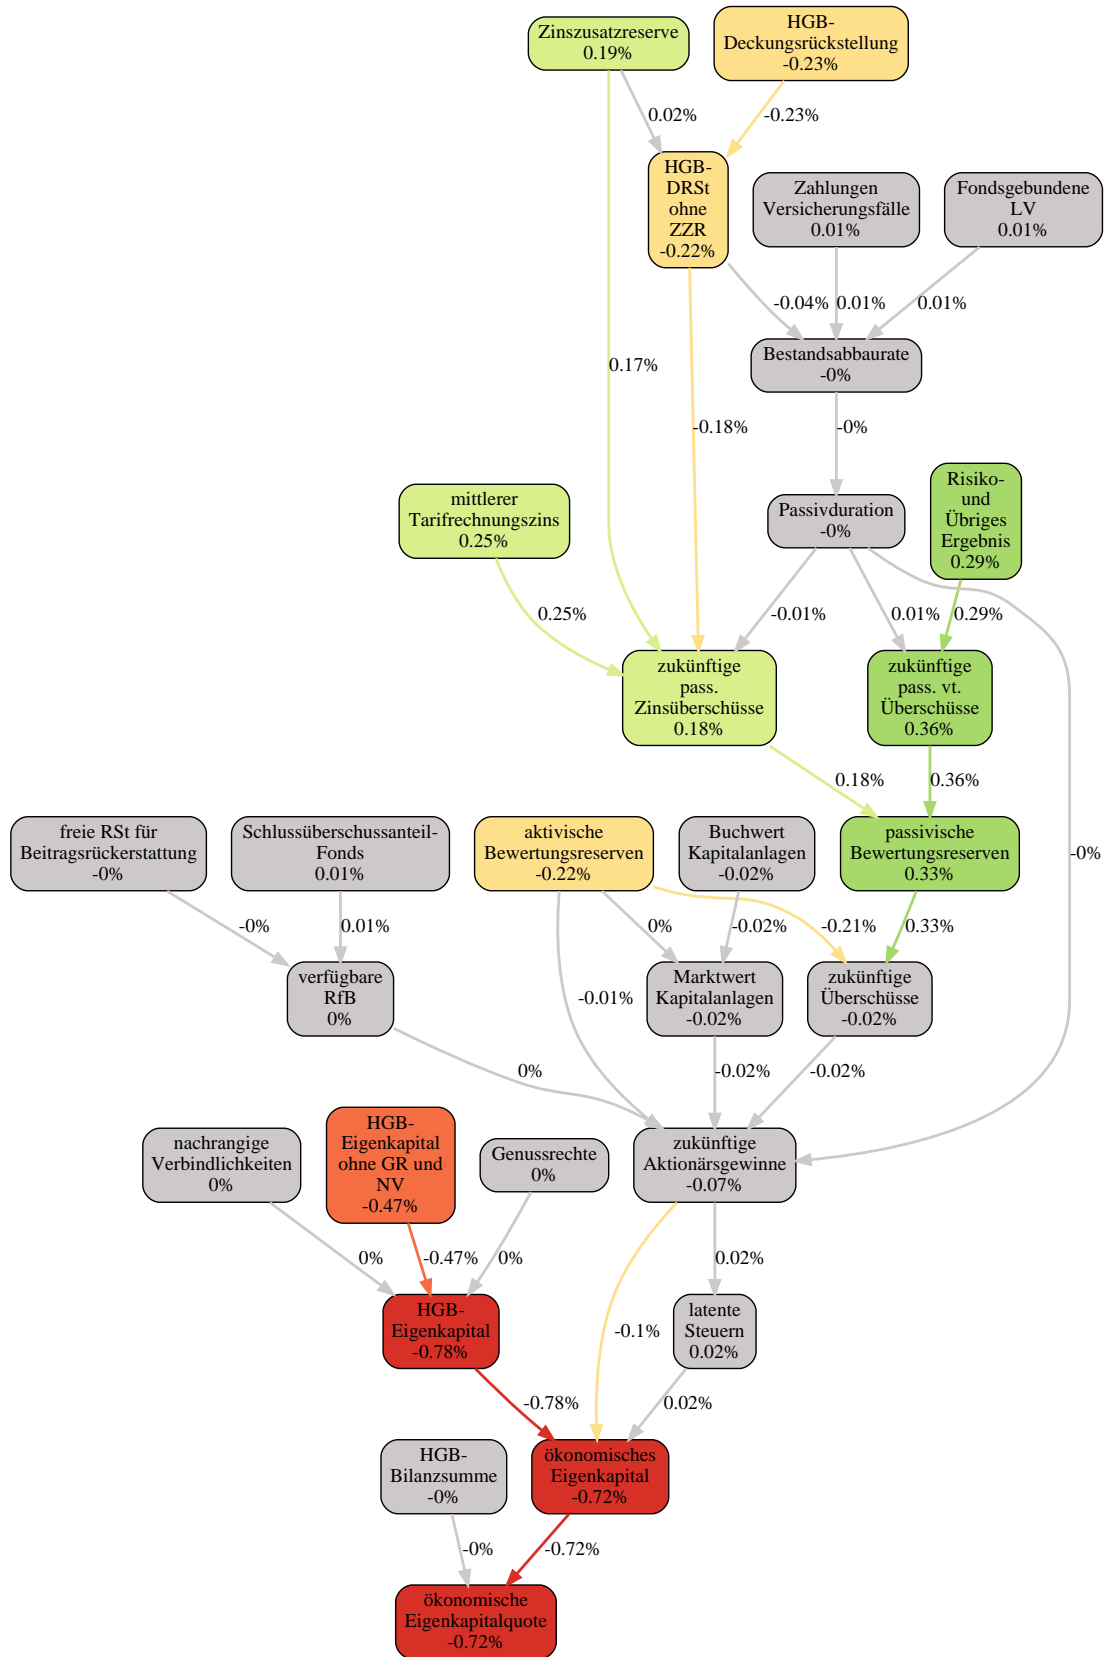 Zinszusatzreserve
0.19%
HGB-
Deckungsrückstellung
-0.23%
0.02%
-0.23%
HGB-
DRSt
ohne
ZZR
-0.22%
Zahlungen
Versicherungsfälle
0.01%
Fondsgebundene
LV
0.01%
-0.04%
0.01%
0.01%
Bestandsabbaurate
-0%
0.17%
-0.18%
-0%
mittlerer
Tarifrechnungszins
0.25%
Passivduration
-0%
Risiko-
und
Übriges
Ergebnis
0.29%
0.25%
-0.01%
0.01%
0.29%
zukünftige
pass.
Zinsüberschüsse
0.18%
zukünftige
pass. vt.
Überschüsse
0.36%
0.18%
0.36%
-0%
freie RSt für
Beitragsrückerstattung
-0%
Schlussüberschussanteil-
Fonds
0.01%
aktivische
Bewertungsreserven
-0.22%
Buchwert
Kapitalanlagen
-0.02%
passivische
Bewertungsreserven
0.33%
-0%
0.01%
0%
-0.02%
-0.21%
0.33%
verfügbare
RfB
0%
-0.01%
Marktwert
Kapitalanlagen
-0.02%
zukünftige
Überschüsse
-0.02%
0%
-0.02%
-0.02%
nachrangige
Verbindlichkeiten
0%
HGB-
Eigenkapital
ohne GR und
NV
-0.47%
Genussrechte
0%
zukünftige
Aktionärsgewinne
-0.07%
0%
-0.47%
0%
0.02%
HGB-
Eigenkapital
-0.78%
-0.1%
latente
Steuern
0.02%
-0.78%
0.02%
HGB-
Bilanzsumme
-0%
ökonomisches
Eigenkapital
-0.72%
-0%
-0.72%
ökonomische
Eigenkapitalquote
-0.72%